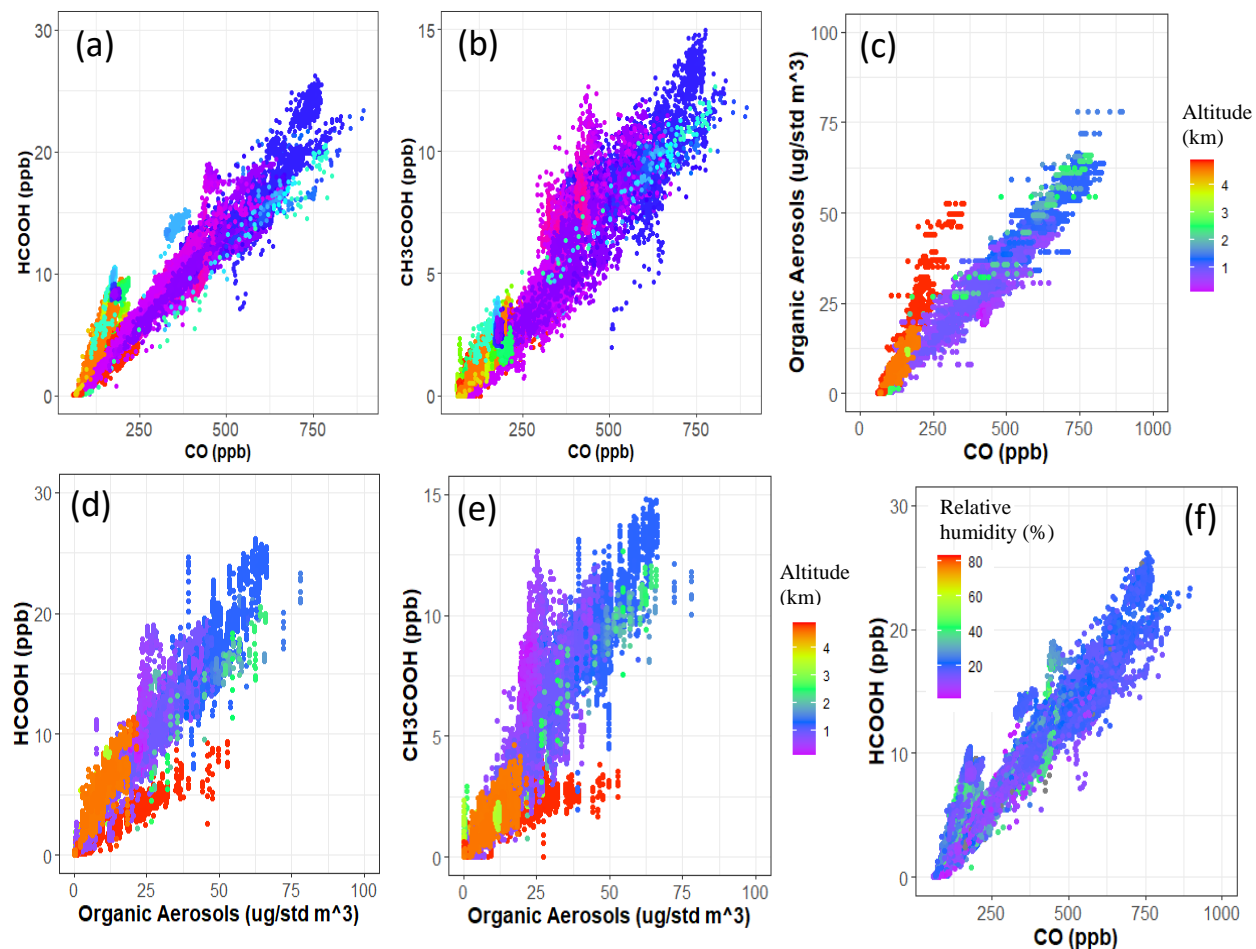 (a)
HCOOH (ppb)
30
20
10
0
250
500
750
CO (ppb)
(b)
CH3COOH (ppb)
15
10
5
0
250
500
750
CO (ppb)
(c)
Organic Aerosols (ug/std m^3)
100
75
50
25
0
0
250
500
750
1000
CO (ppb)
Altitude
(km)
4
3
2
1
(d)
HCOOH (ppb)
30
20
10
0
0
25
50
75
100
Organic Aerosols (ug/std m^3)
(e)
CH3COOH (ppb)
15
10
5
0
0
25
50
75
100
Organic Aerosols (ug/std m^3)
Altitude
(km)
4
3
2
1
(f)
Relative
humidity (%)
80
60
40
20
HCOOH (ppb)
30
20
10
0
250
500
750
1000
CO (ppb)